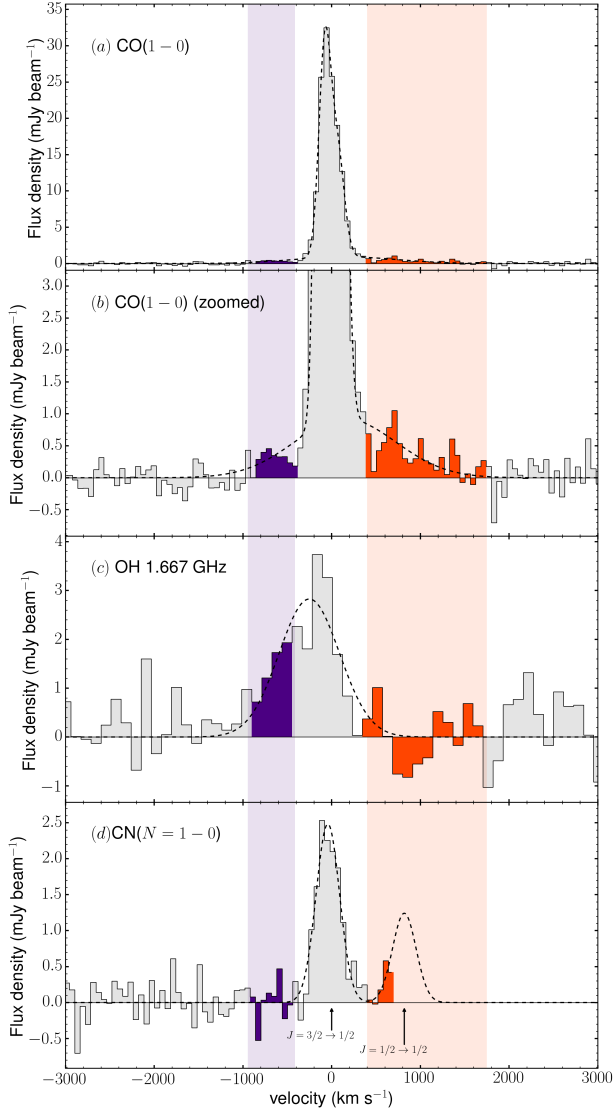 35
30
25
20
15
10
5
0
Flux density (mJy beam⁻¹)
(a) CO(1−0)
3.0
2.5
2.0
1.5
1.0
0.5
0.0
−0.5
Flux density (mJy beam⁻¹)
(b) CO(1−0) (zoomed)
4
3
2
1
0
−1
Flux density (mJy beam⁻¹)
(c) OH 1.667 GHz
2.5
2.0
1.5
1.0
0.5
0.0
−0.5
Flux density (mJy beam⁻¹)
(d)CN(N = 1−0)
J = 3/2 → 1/2
J = 1/2 → 1/2
−3000 −2000 −1000 0 1000 2000 3000
velocity (km s⁻¹)